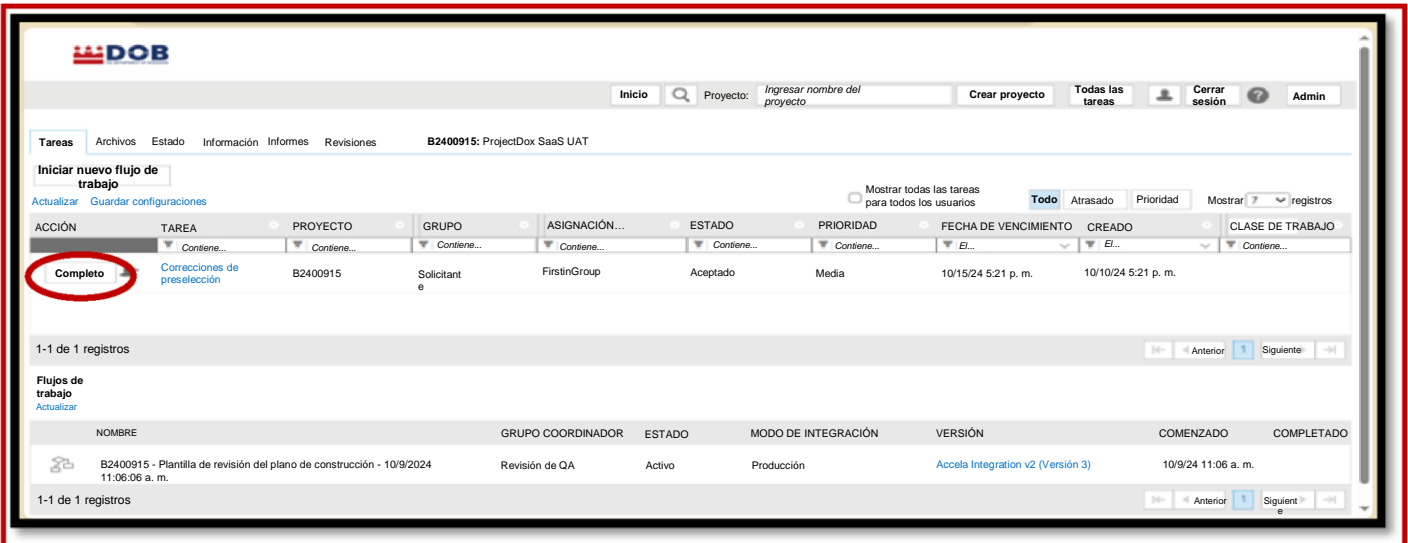 DOB
Inicio Proyecto: Ingresar nombre del proyecto Crear proyecto Todas las tareas Cerrar sesión ? Admin
Tareas Archivos Estado Información Informes Revisiones B2400915: ProjectDox SaaS UAT
Iniciar nuevo flujo de
trabajo
Mostrar todas las tareas
para todos los usuarios
Actualizar Guardar configuraciones Todo Atrasado Prioridad Mostrar 7 registros
ACCIÓN TAREA PROYECTO GRUPO ASIGNACIÓN... ESTADO PRIORIDAD FECHA DE VENCIMIENTO CREADO CLASE DE TRABAJO
Contiene... Contiene... Contiene... Contiene... Contiene... Contiene... El... El... Contiene...
Completo Correcciones de preselección B2400915 Solicitante FirstinGroup Aceptado Media 10/15/24 5:21 p. m. 10/10/24 5:21 p. m.
1-1 de 1 registros Anterior 1 Siguiente
Flujos de
trabajo
Actualizar
NOMBRE GRUPO COORDINADOR ESTADO MODO DE INTEGRACIÓN VERSIÓN COMENZADO COMPLETADO
B2400915 - Plantilla de revisión del plano de construcción - 10/9/2024 11:06:06 a. m. Revisión de QA Activo Producción Accela Integration v2 (Versión 3) 10/9/24 11:06 a. m.
1-1 de 1 registros Anterior 1 Siguiente